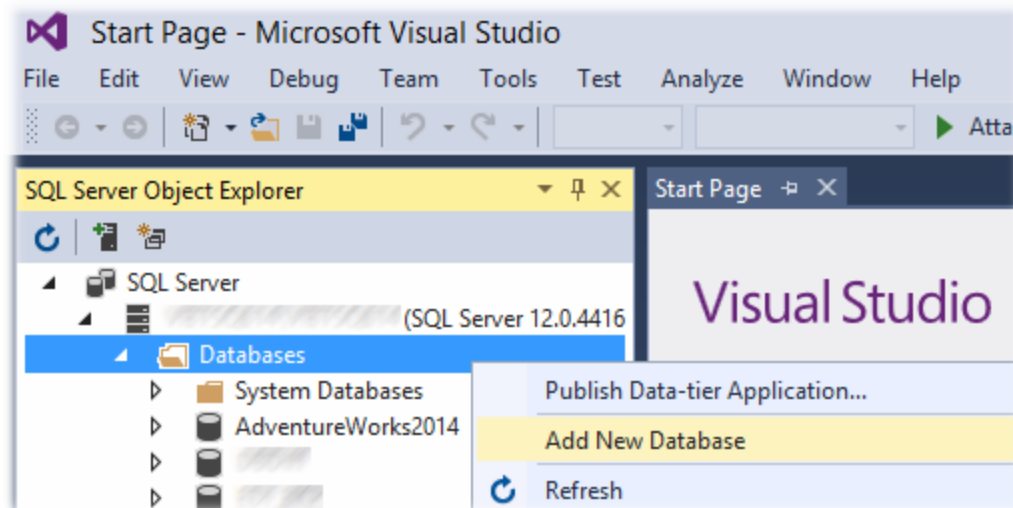 Start Page - Microsoft Visual Studio
File Edit View Debug Team Tools Test Analyze Window Help
Atta
SQL Server Object Explorer
Start Page
SQL Server
(SQL Server 12.0.4416
Visual Studio
Databases
System Databases
Publish Data-tier Application...
AdventureWorks2014
Add New Database
Refresh